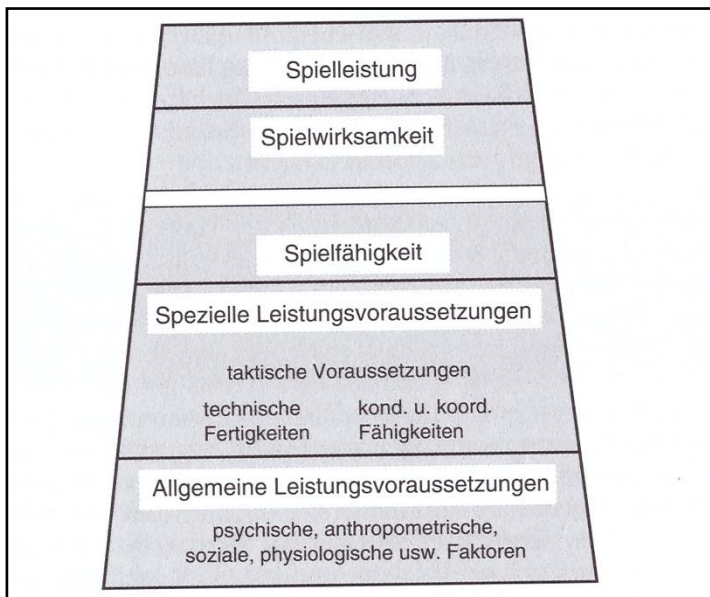 Spielleistung
Spielwirksamkeit
Spielfähigkeit
Spezielle Leistungsvoraussetzungen
taktische Voraussetzungen
technische
Fertigkeiten
kond. u. koord.
Fähigkeiten
Allgemeine Leistungsvoraussetzungen
psychische, anthropometrische,
soziale, physiologische usw. Faktoren